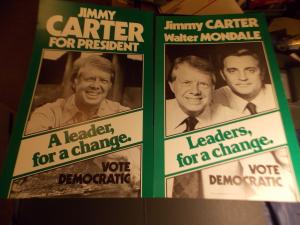 JIMMY
CARTER
FOR PRESIDENT
A leader,
for a change.
VOTE
DEMOCRATIC
Jimmy CARTER
Walter MONDALE
Leaders,
for a change.
VOTE
DEMOCRATIC